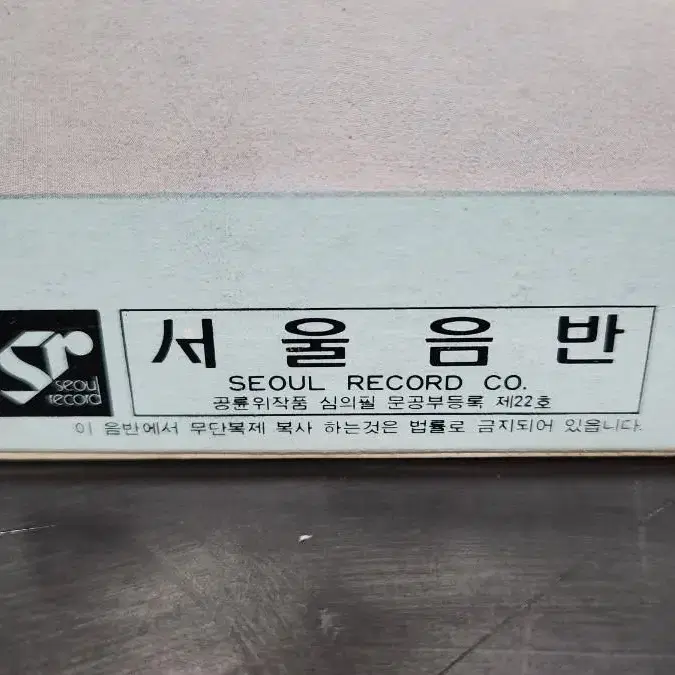 sr
seoul
record
서울음반
SEOUL RECORD CO.
공륜위작품 심의필 문공부등록 제22호
이 음반에서 무단복제 복사 하는것은 법률로 금지되어 있읍니다.